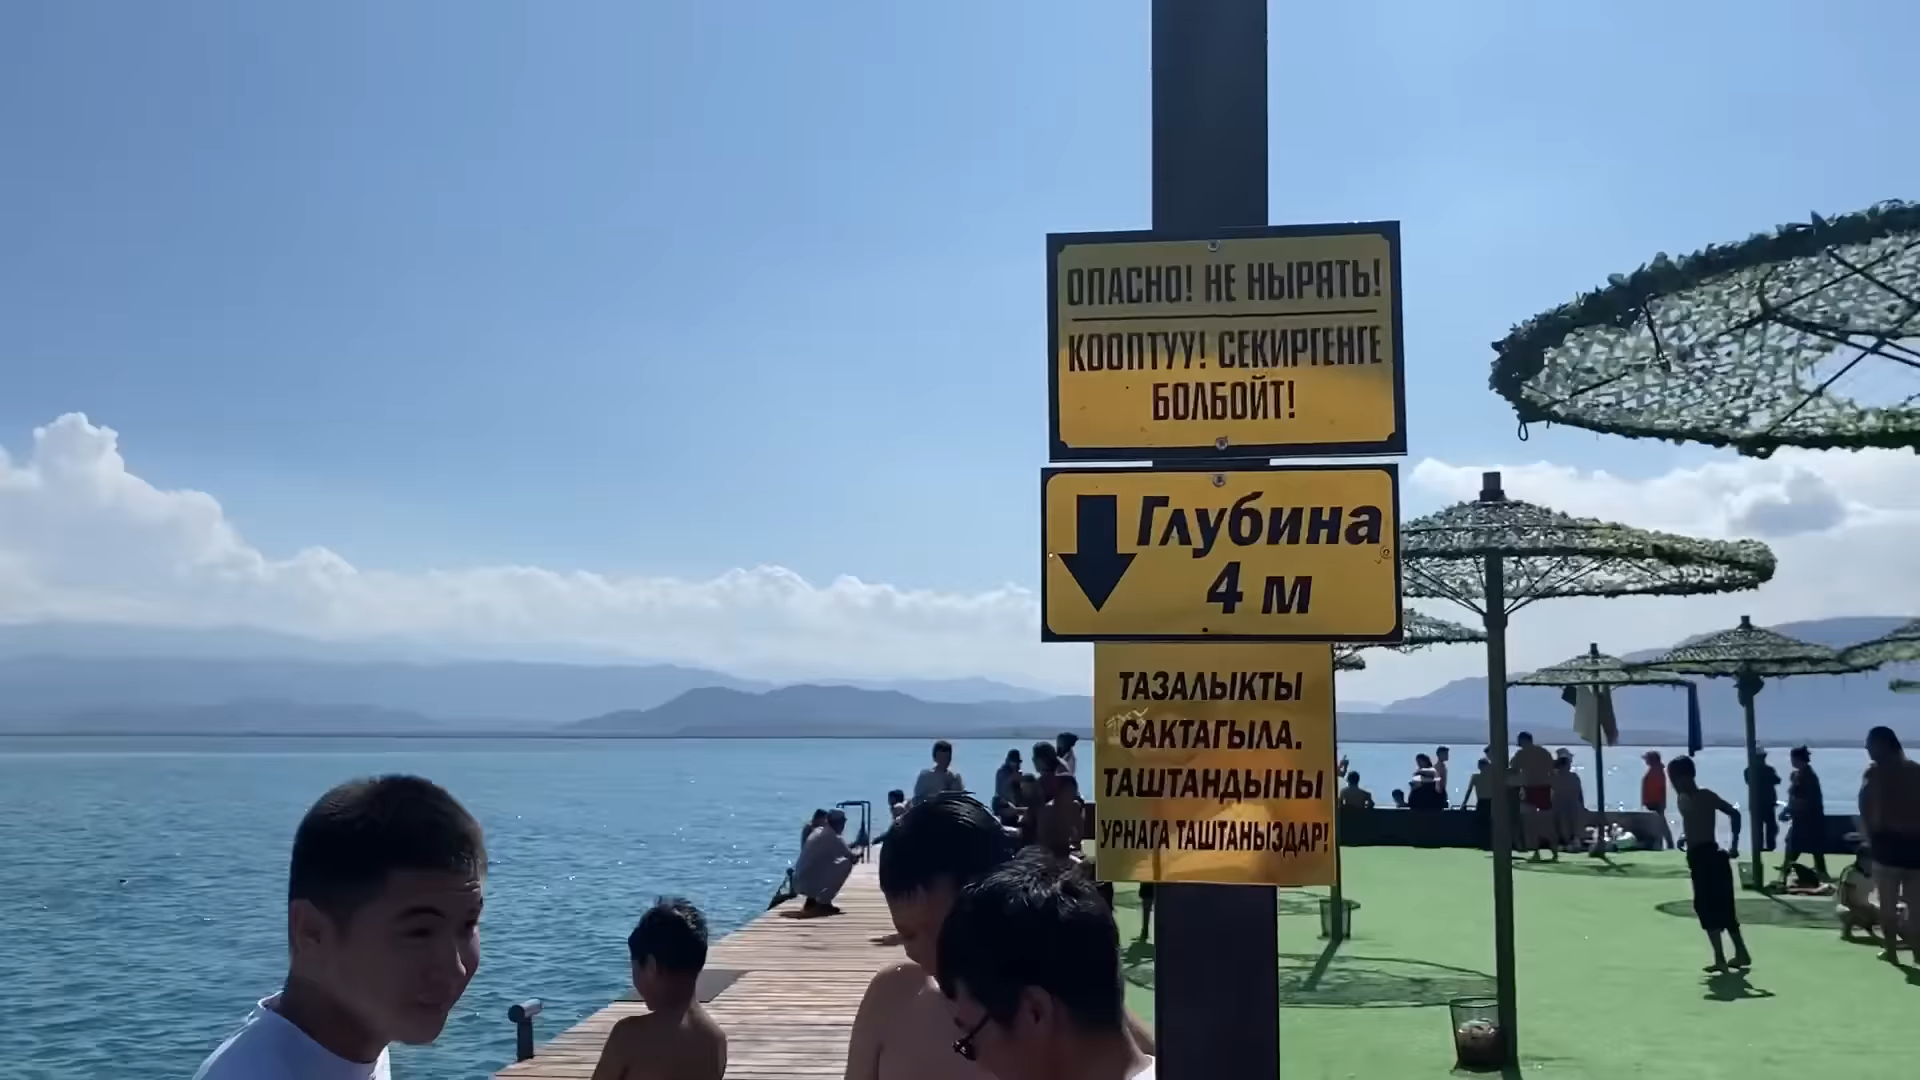 ОПАСНО! НЕ НЫРЯТЬ!
КООПТУУ! СЕКИРГЕНГЕ
БОЛБОЙТ!
Глубина
4 м
ТАЗАЛЫКТЫ
САКТАГЫЛА.
ТАШТАНДЫНЫ
УРНАГА ТАШТАНЫЗДАР!